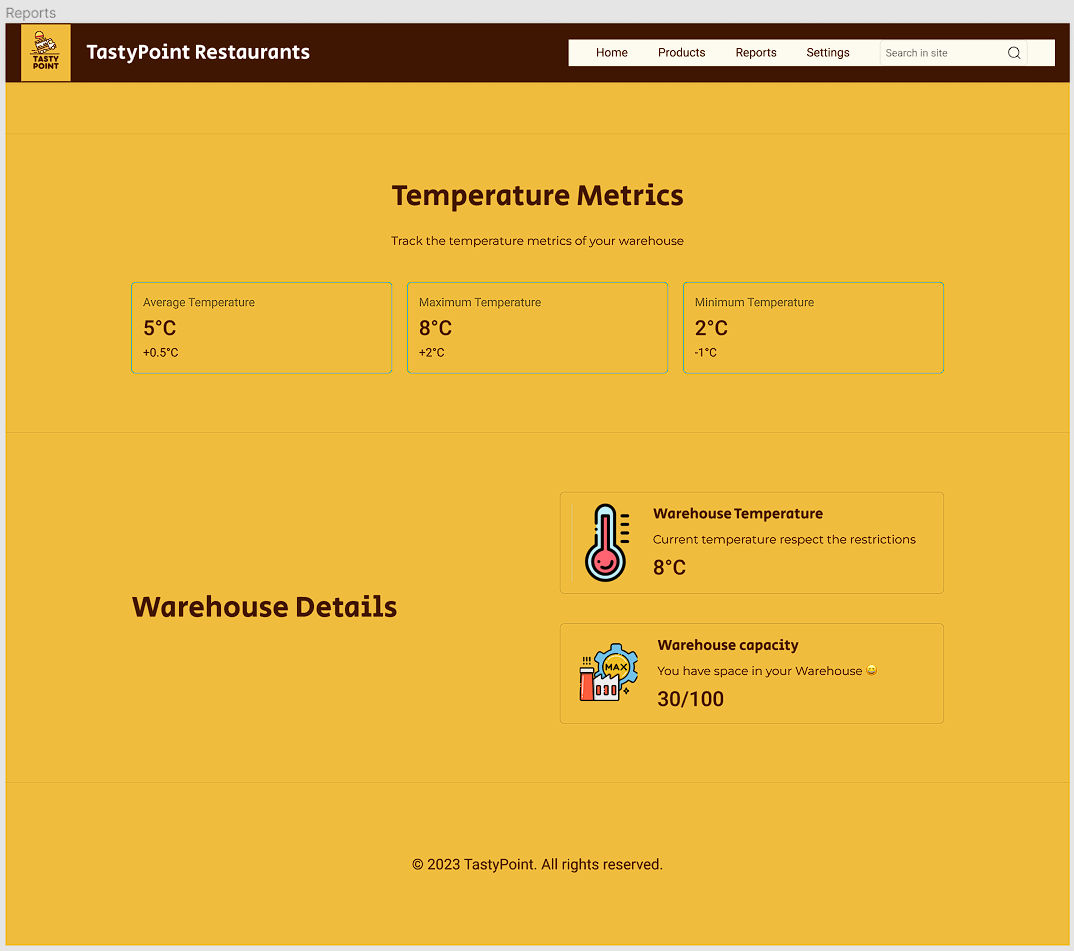 Reports
TASTY
POINT
TastyPoint Restaurants
Home
Products
Reports
Settings
Search in site
Temperature Metrics
Track the temperature metrics of your warehouse
Average Temperature
5°C
+0.5°C
Maximum Temperature
8°C
+2°C
Minimum Temperature
2°C
-1°C
Warehouse Details
Warehouse Temperature
Current temperature respect the restrictions
8°C
MAX
Warehouse capacity
You have space in your Warehouse 😄
30/100
© 2023 TastyPoint. All rights reserved.